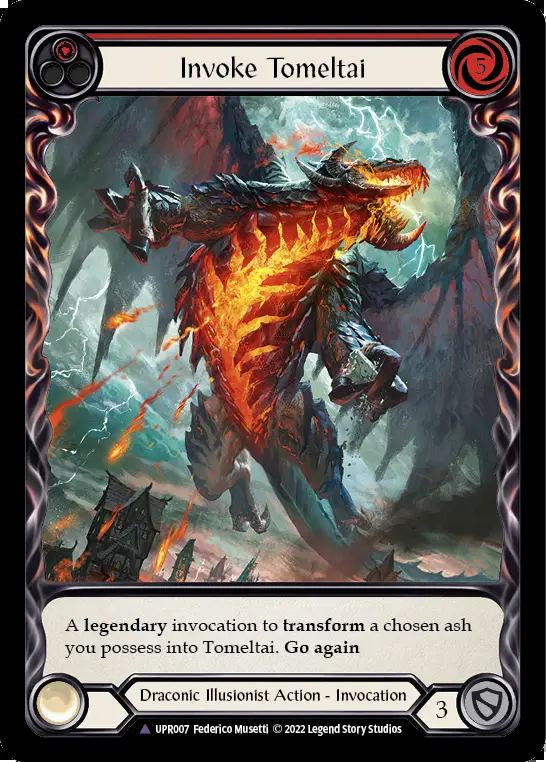 Invoke Tomeltai
5
A legendary invocation to transform a chosen ash
you possess into Tomeltai. Go again
Draconic Illusionist Action - Invocation
3
UPR007 Federico Musetti © 2022 Legend Story Studios